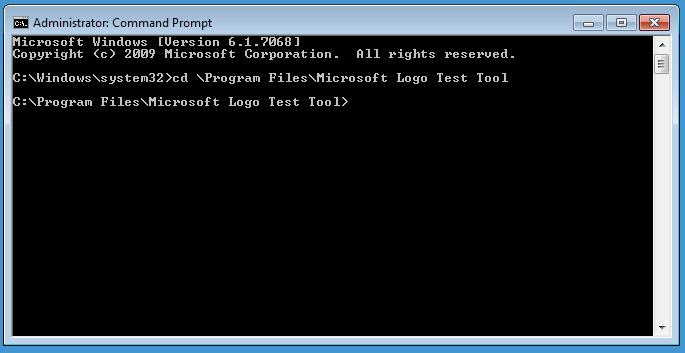 C:\. Administrator: Command Prompt
Microsoft Windows [Version 6.1.7068]
Copyright (c) 2009 Microsoft Corporation.  All rights reserved.
C:\Windows\system32>cd \Program Files\Microsoft Logo Test Tool
C:\Program Files\Microsoft Logo Test Tool>